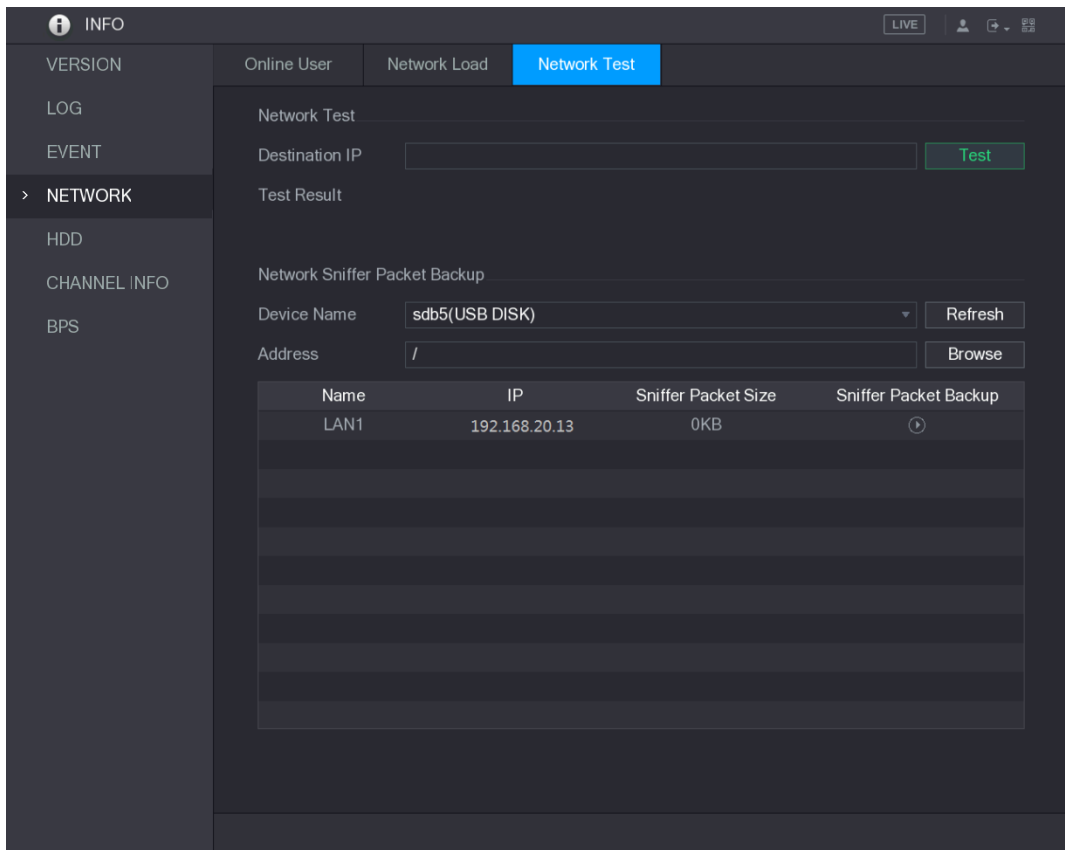 INFO
LIVE
VERSION
LOG
EVENT
NETWORK
HDD
CHANNEL INFO
BPS
Online User
Network Load
Network Test
Network Test
Destination IP
Test
Test Result
Network Sniffer Packet Backup
Device Name sdb5(USB DISK) Refresh
Address / Browse
Name IP Sniffer Packet Size Sniffer Packet Backup
LAN1 192.168.20.13 0KB